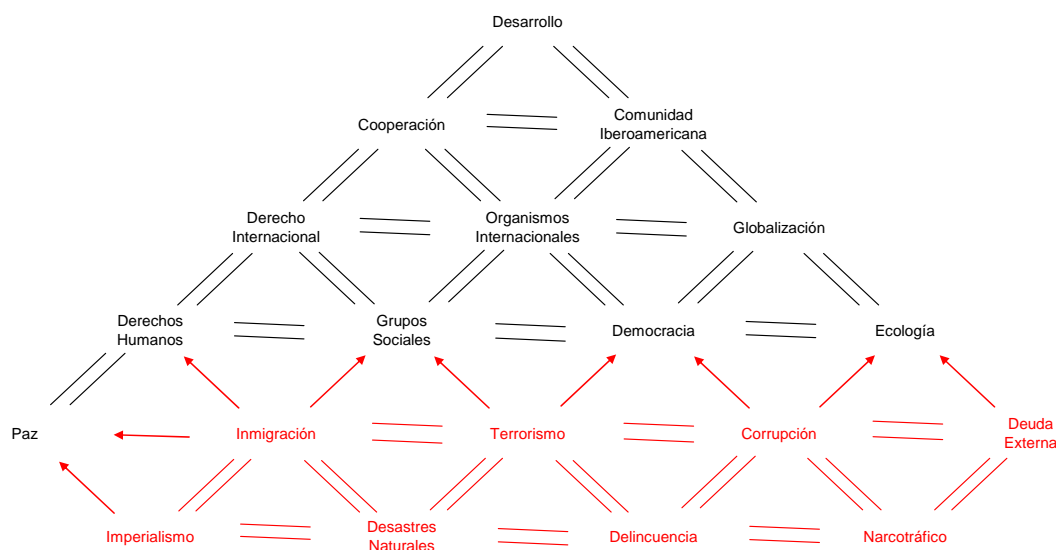 Desarrollo
Cooperación
Comunidad
Iberoamericana
Derecho
Internacional
Organismos
Internacionales
Globalización
Derechos
Humanos
Grupos
Sociales
Democracia
Ecología
Paz
Inmigración
Terrorismo
Corrupción
Deuda
Externa
Imperialismo
Desastres
Naturales
Delincuencia
Narcotráfico